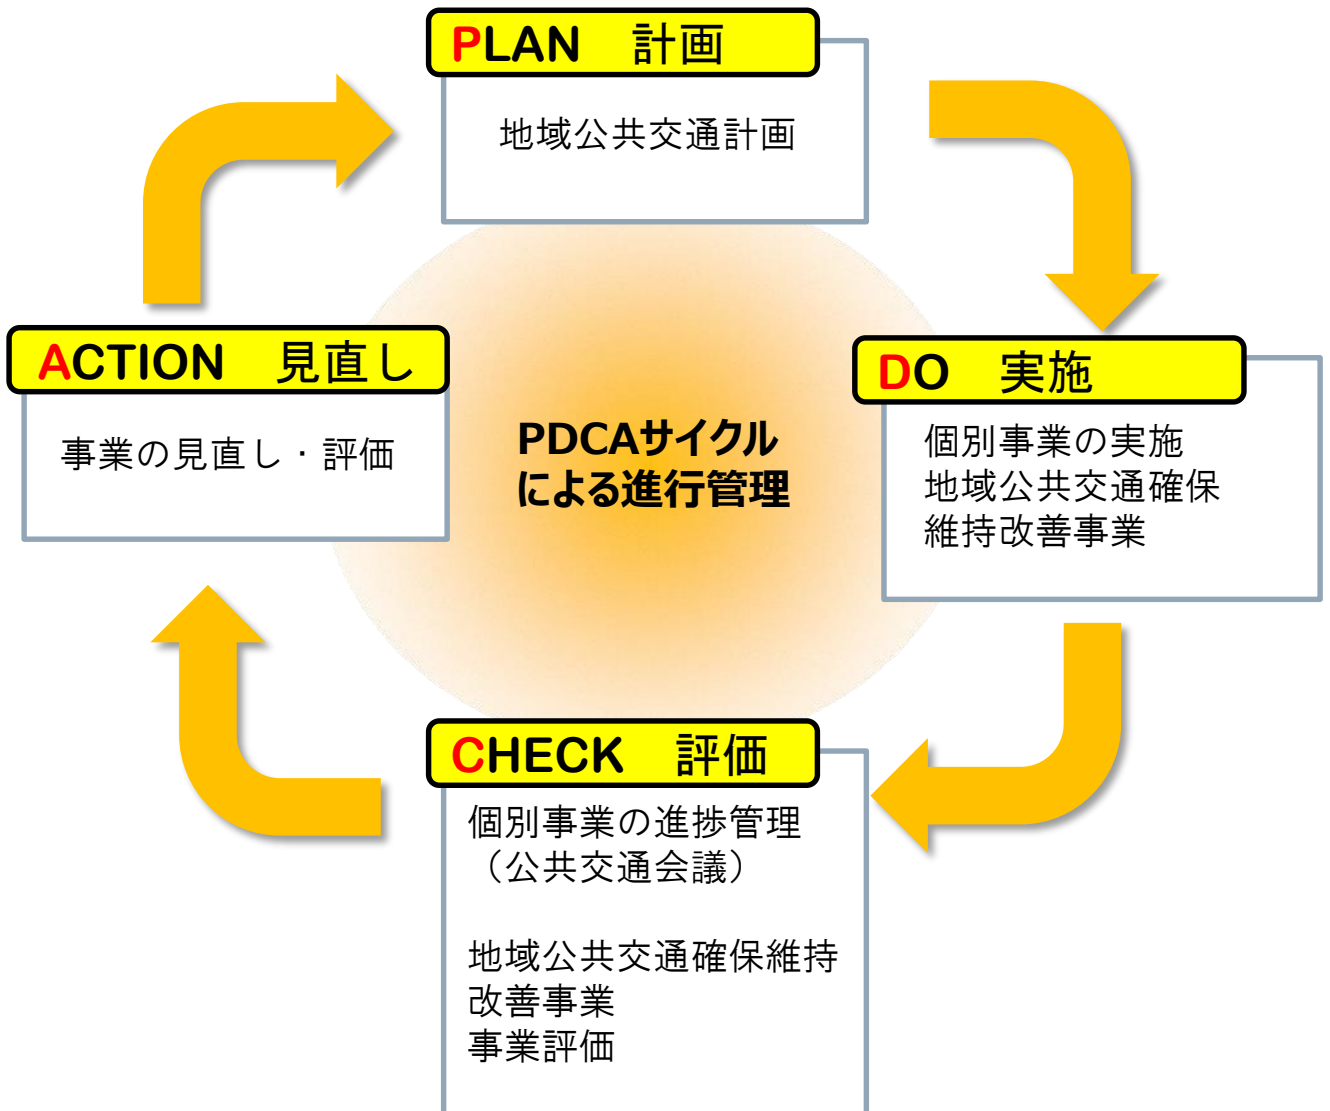 PLAN 計画
地域公共交通計画
ACTION 見直し
事業の見直し・評価
PDCAサイクル
による進行管理
DO 実施
個別事業の実施
地域公共交通確保
維持改善事業
CHECK 評価
個別事業の進捗管理
（公共交通会議）
地域公共交通確保維持
改善事業
事業評価